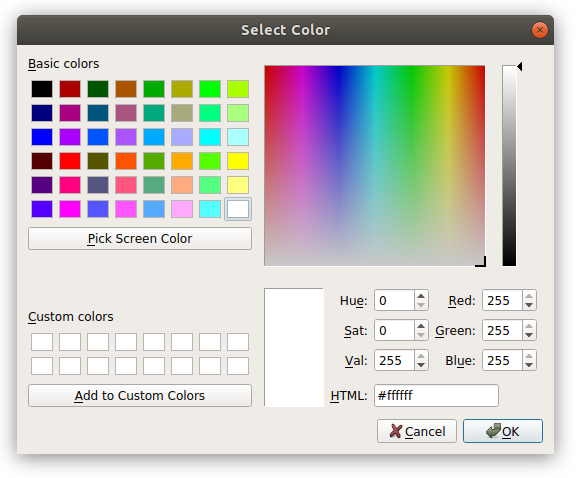 Select Color
Basic colors
Pick Screen Color
Custom colors
Add to Custom Colors
Hue: 0 Red: 255
Sat: 0 Green: 255
Val: 255 Blue: 255
HTML: #ffffff
Cancel OK